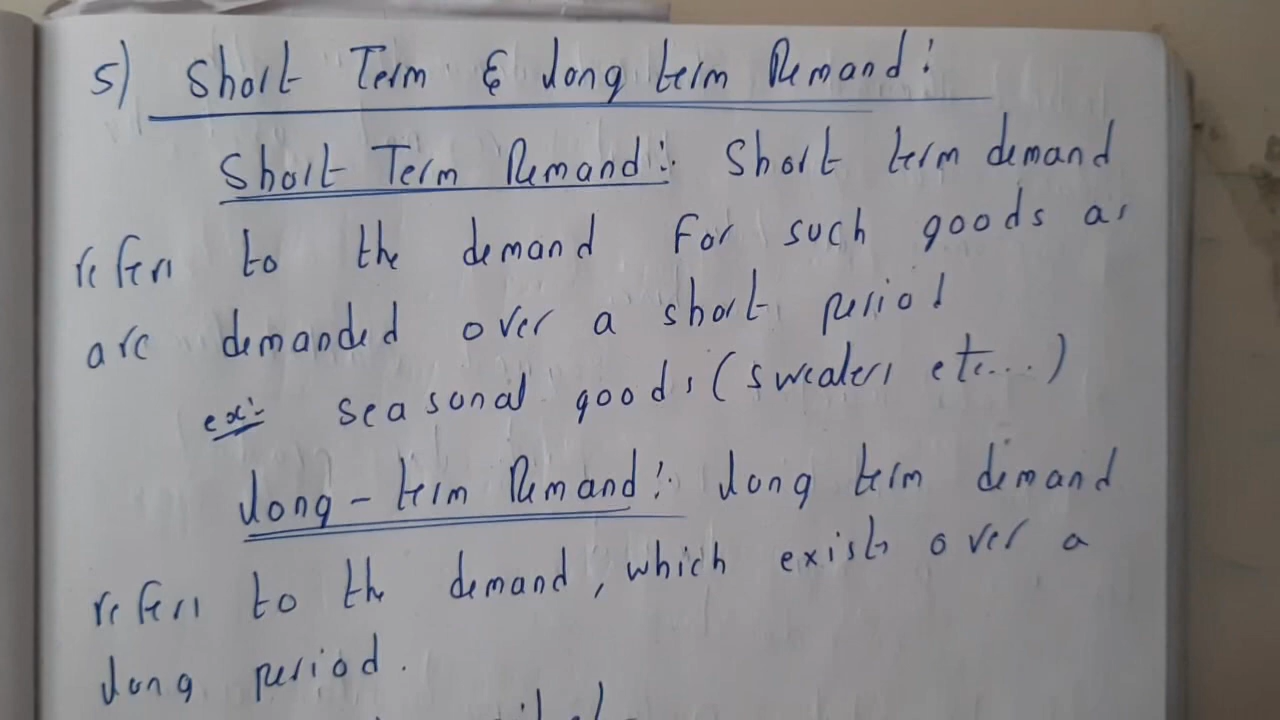 5) Short Term & long term Demand:
Short Term Demand:- Short term demand
refers to the demand For such goods as
are demanded over a short period
ex:- seasonal goods (sweaters etc...)
long - term Demand:- long term demand
refers to the demand, which exists over a
long period.